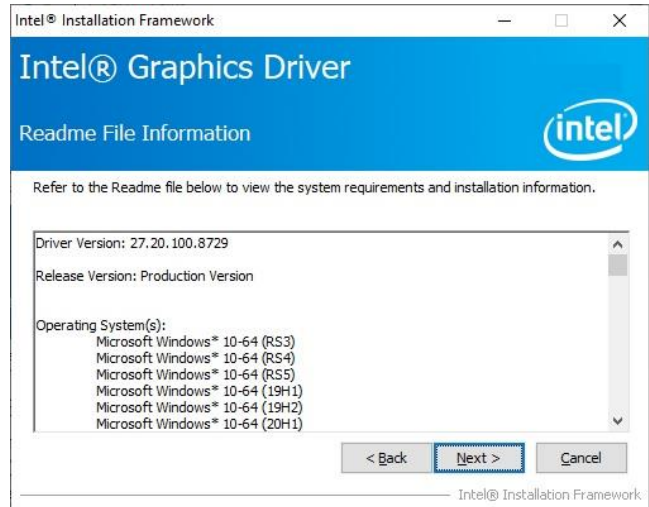 Intel® Installation Framework
Intel® Graphics Driver
Readme File Information
intel
Refer to the Readme file below to view the system requirements and installation information.
Driver Version: 27.20.100.8729
Release Version: Production Version
Operating System(s):
Microsoft Windows* 10-64 (RS3)
Microsoft Windows* 10-64 (RS4)
Microsoft Windows* 10-64 (RS5)
Microsoft Windows* 10-64 (19H1)
Microsoft Windows* 10-64 (19H2)
Microsoft Windows* 10-64 (20H1)
< Back Next > Cancel
Intel® Installation Framework